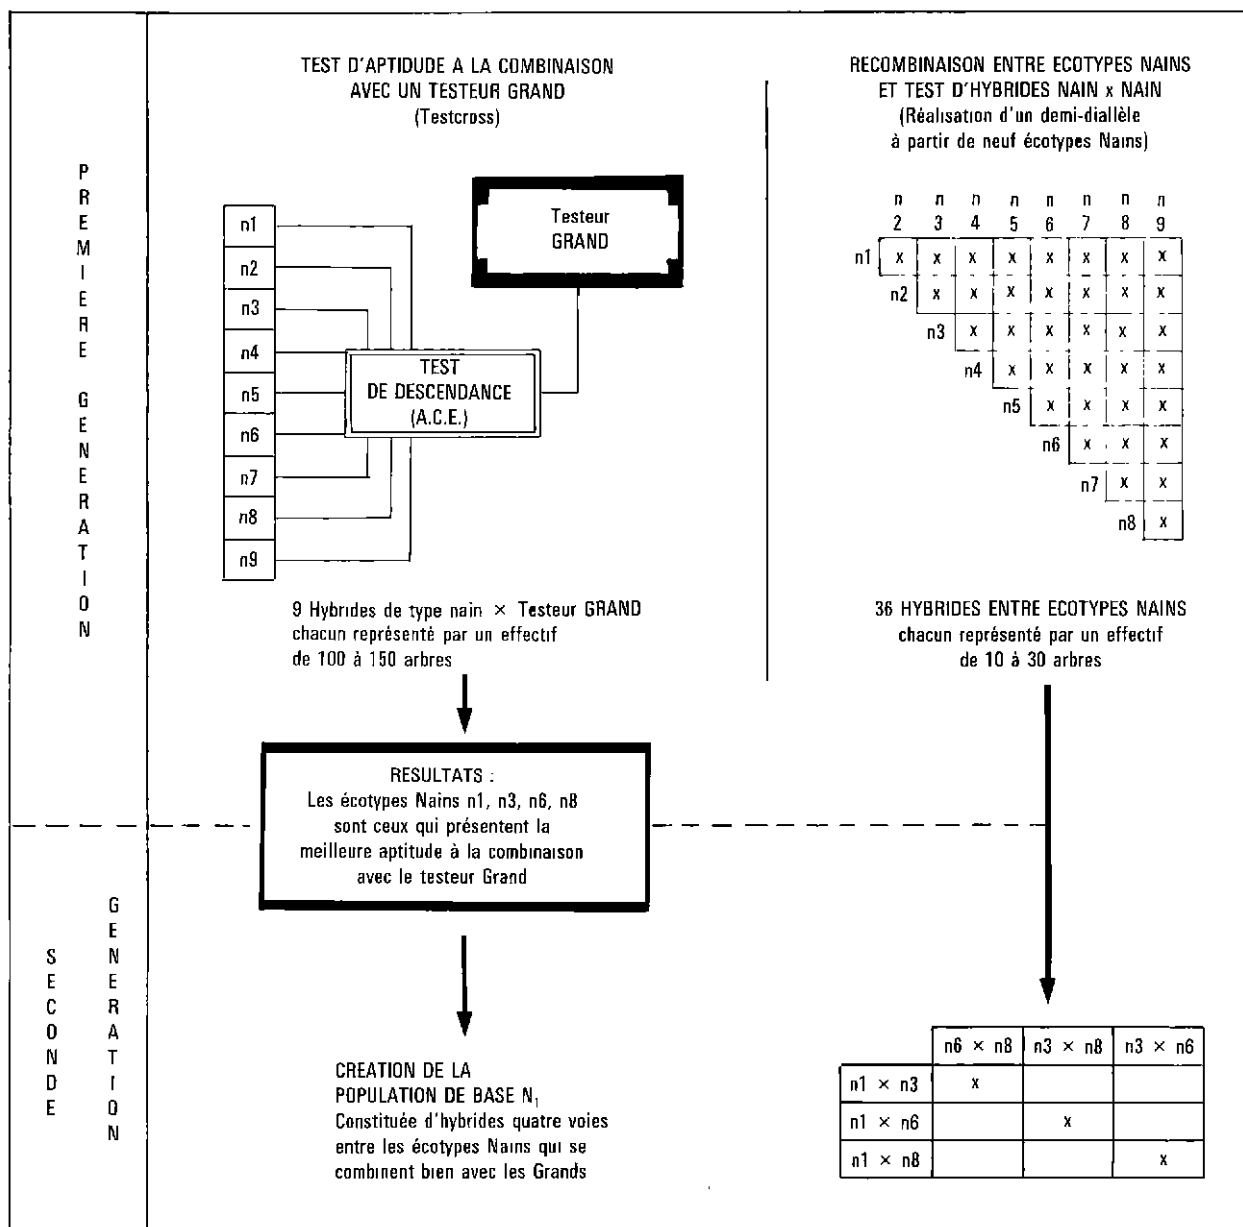 PREMIERE GENERATION
TEST D'APTIDUDE A LA COMBINAISON
AVEC UN TESTEUR GRAND
(Testcross)
n1
n2
n3
n4
n5
n6
n7
n8
n9
Testeur
GRAND
TEST
DE DESCENDANCE
(A.C.E.)
9 Hybrides de type nain × Testeur GRAND
chacun représenté par un effectif
de 100 à 150 arbres
RECOMBINAISON ENTRE ECOTYPES NAINS
ET TEST D'HYBRIDES NAIN x NAIN
(Réalisation d'un demi-diallèle
à partir de neuf écotypes Nains)
n n n n n n n n
2 3 4 5 6 7 8 9
n1 x x x x x x x x
n2 x x x x x x x
n3 x x x x x x
n4 x x x x x
n5 x x x x
n6 x x x
n7 x x
n8 x
36 HYBRIDES ENTRE ECOTYPES NAINS
chacun représenté par un effectif
de 10 à 30 arbres
RESULTATS :
Les écotypes Nains n1, n3, n6, n8
sont ceux qui présentent la
meilleure aptitude à la combinaison
avec le testeur Grand
SECONDE GENERATION
CREATION DE LA
POPULATION DE BASE N₁
Constituée d'hybrides quatre voies
entre les écotypes Nains qui se
combinent bien avec les Grands
n6 × n8 n3 × n8 n3 × n6
n1 × n3 x
n1 × n6 x
n1 × n8 x